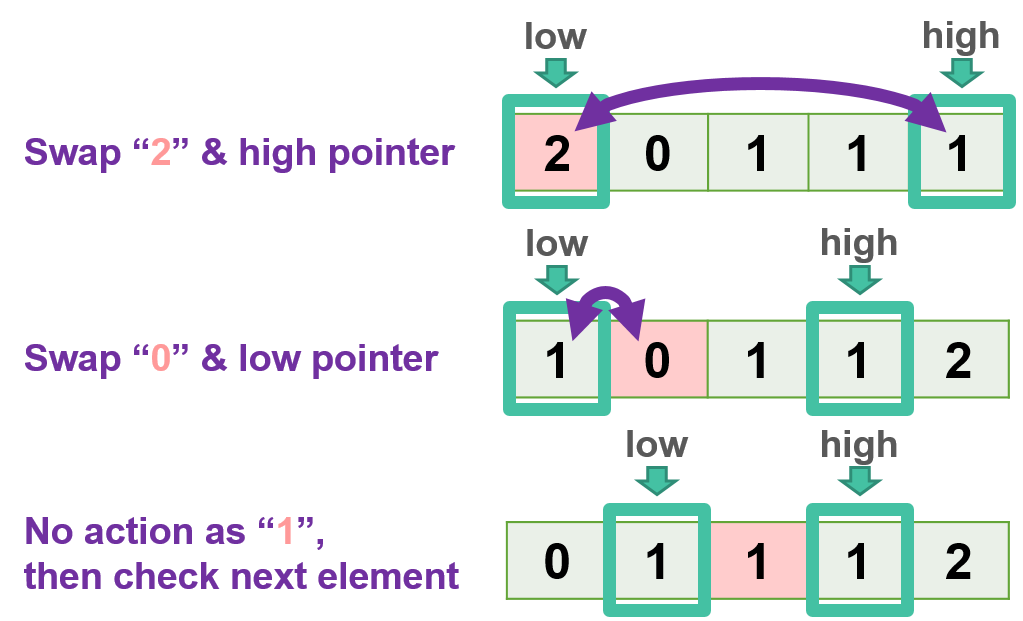 low high
Swap “2” & high pointer
2 0 1 1 1
low high
Swap “0” & low pointer
1 0 1 1 2
low high
No action as “1”,
then check next element
0 1 1 1 2